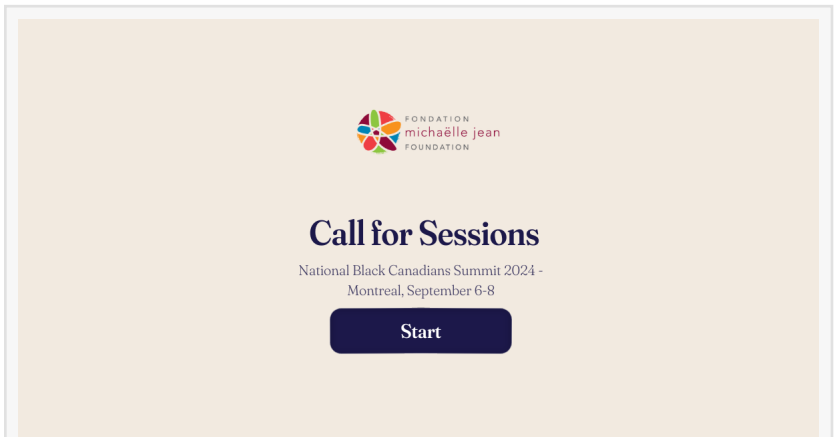 FONDATION
michaëlle jean
FOUNDATION
Call for Sessions
National Black Canadians Summit 2024 -
Montreal, September 6-8
Start